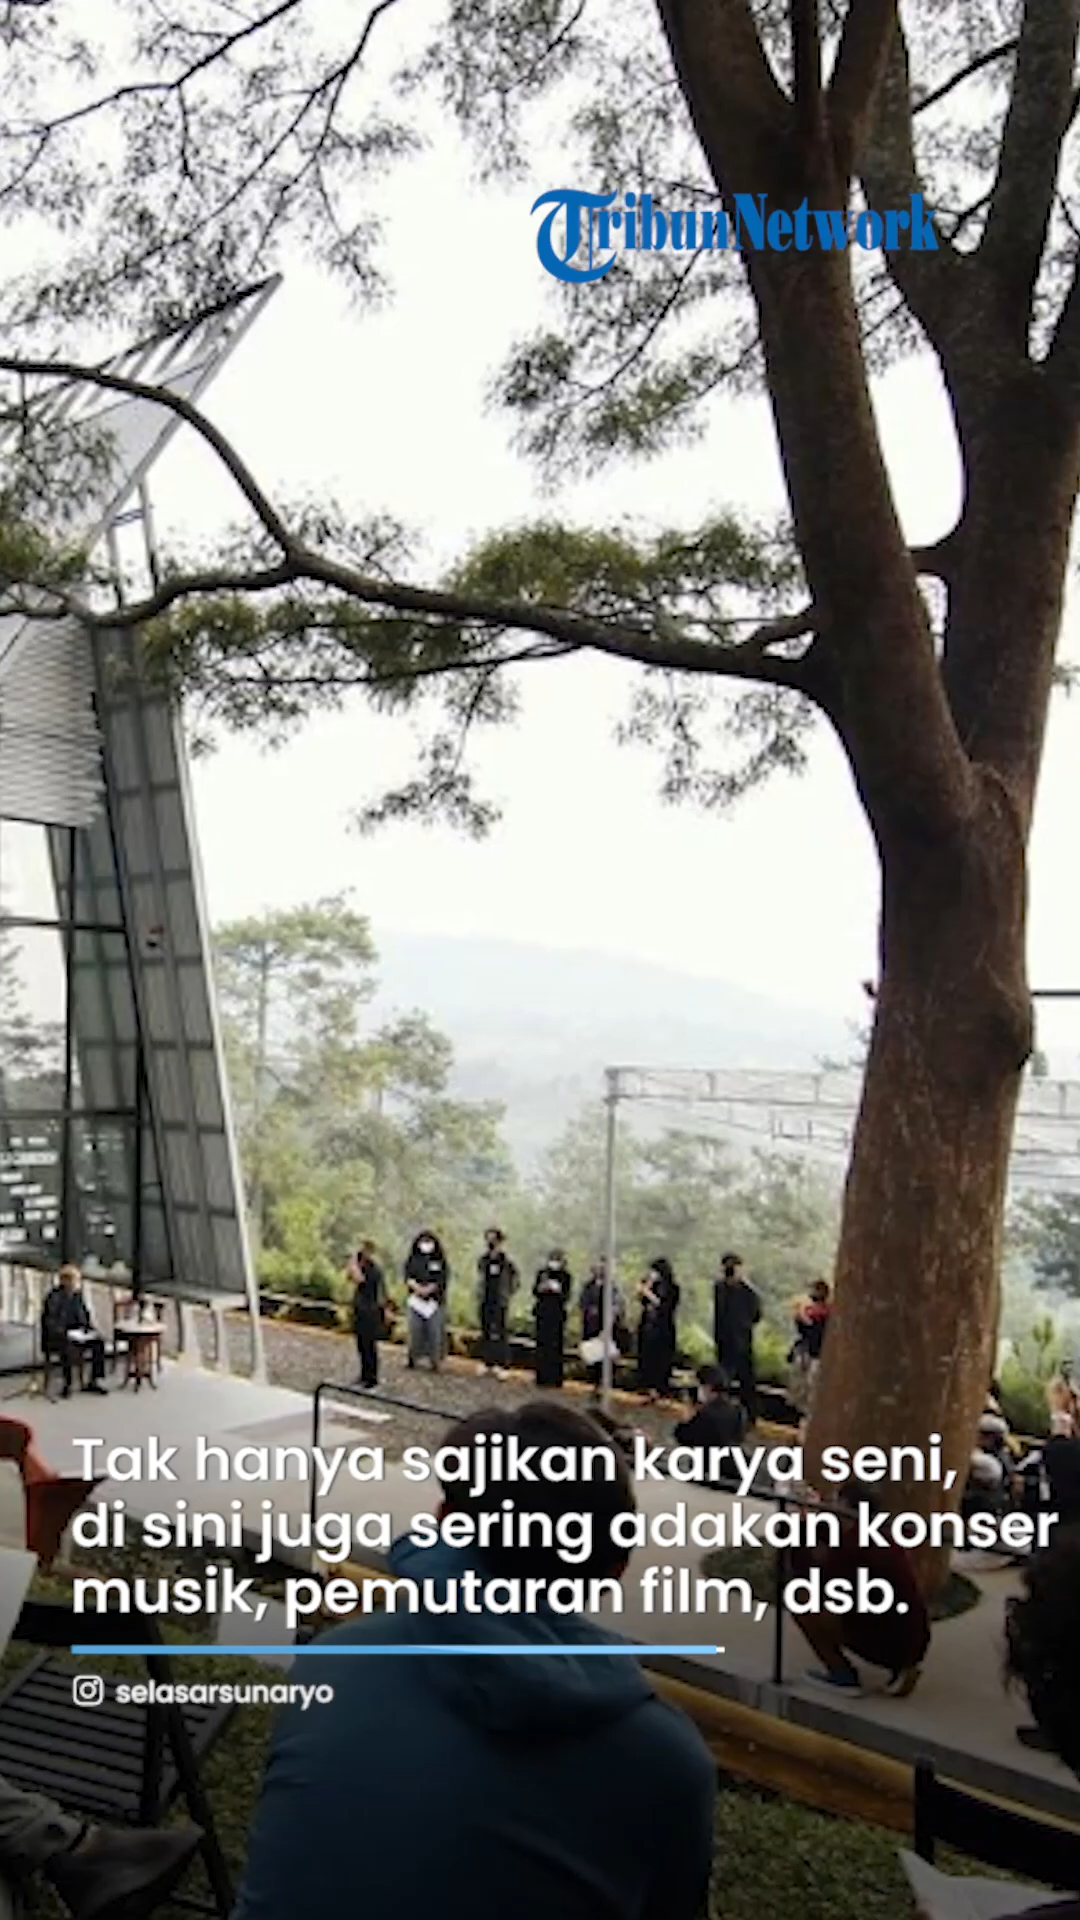 TribunNetwork
Tak hanya sajikan karya seni,
di sini juga sering adakan konser
musik, pemutaran film, dsb.
selasarsunaryo